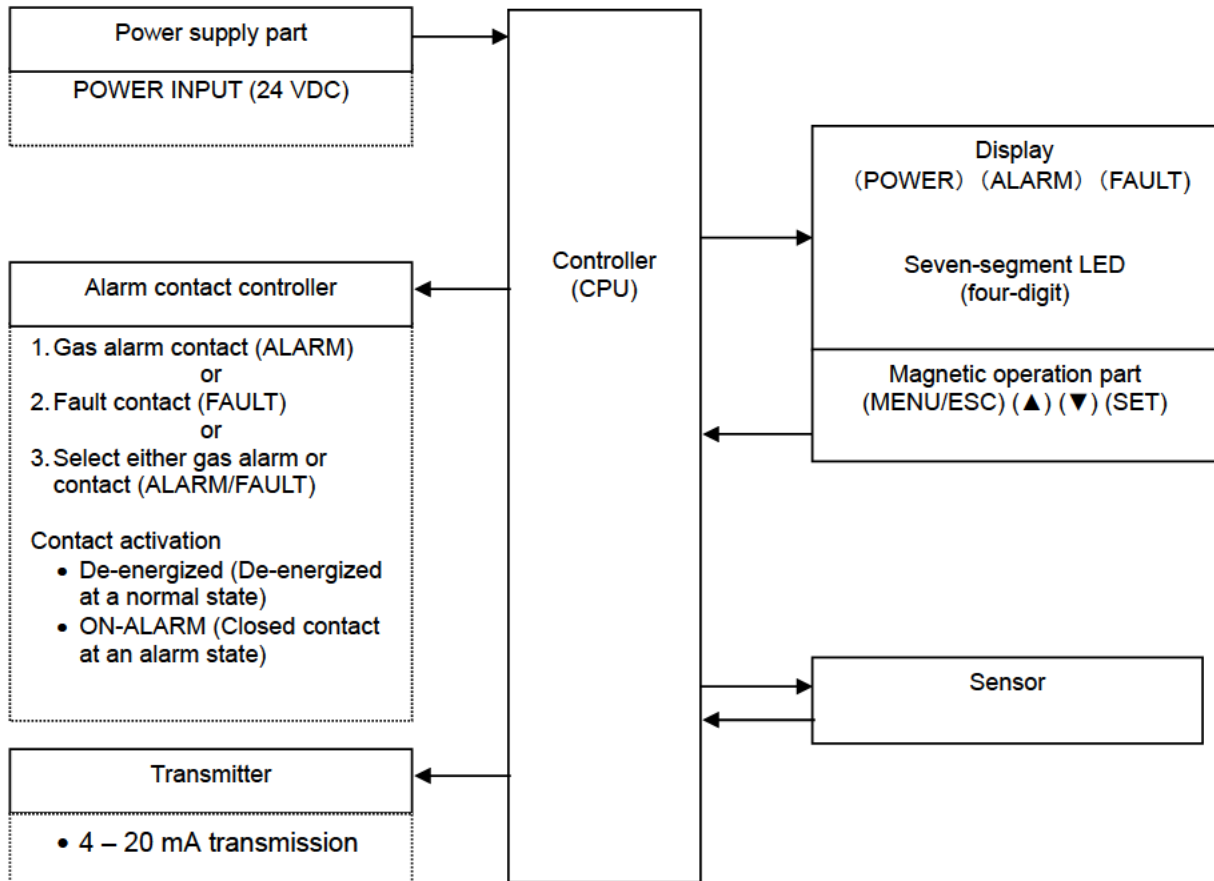 Power supply part
POWER INPUT (24 VDC)
Alarm contact controller
1. Gas alarm contact (ALARM)
or
2. Fault contact (FAULT)
or
3. Select either gas alarm or
contact (ALARM/FAULT)
Contact activation
• De-energized (De-energized
at a normal state)
• ON-ALARM (Closed contact
at an alarm state)
Transmitter
• 4 – 20 mA transmission
Controller
(CPU)
Display
（POWER）（ALARM）（FAULT）
Seven-segment LED
(four-digit)
Magnetic operation part
(MENU/ESC) (▲) (▼) (SET)
Sensor